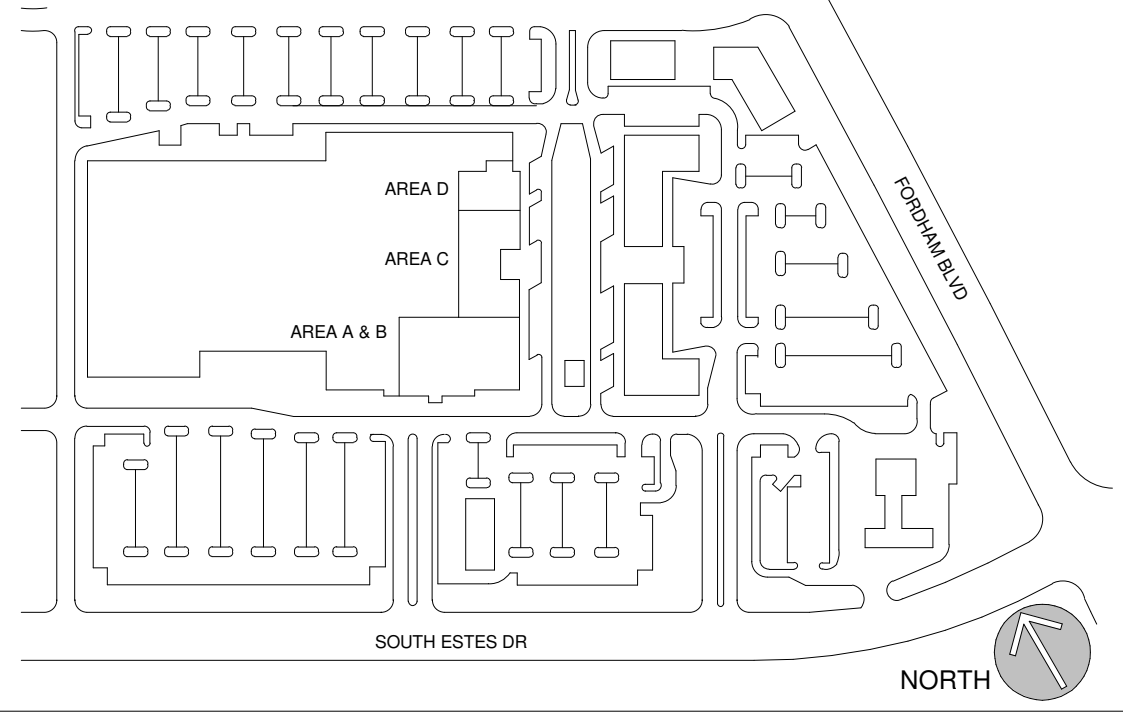 AREA D
FORDHAM BLVD
AREA C
AREA A & B
SOUTH ESTES DR
NORTH